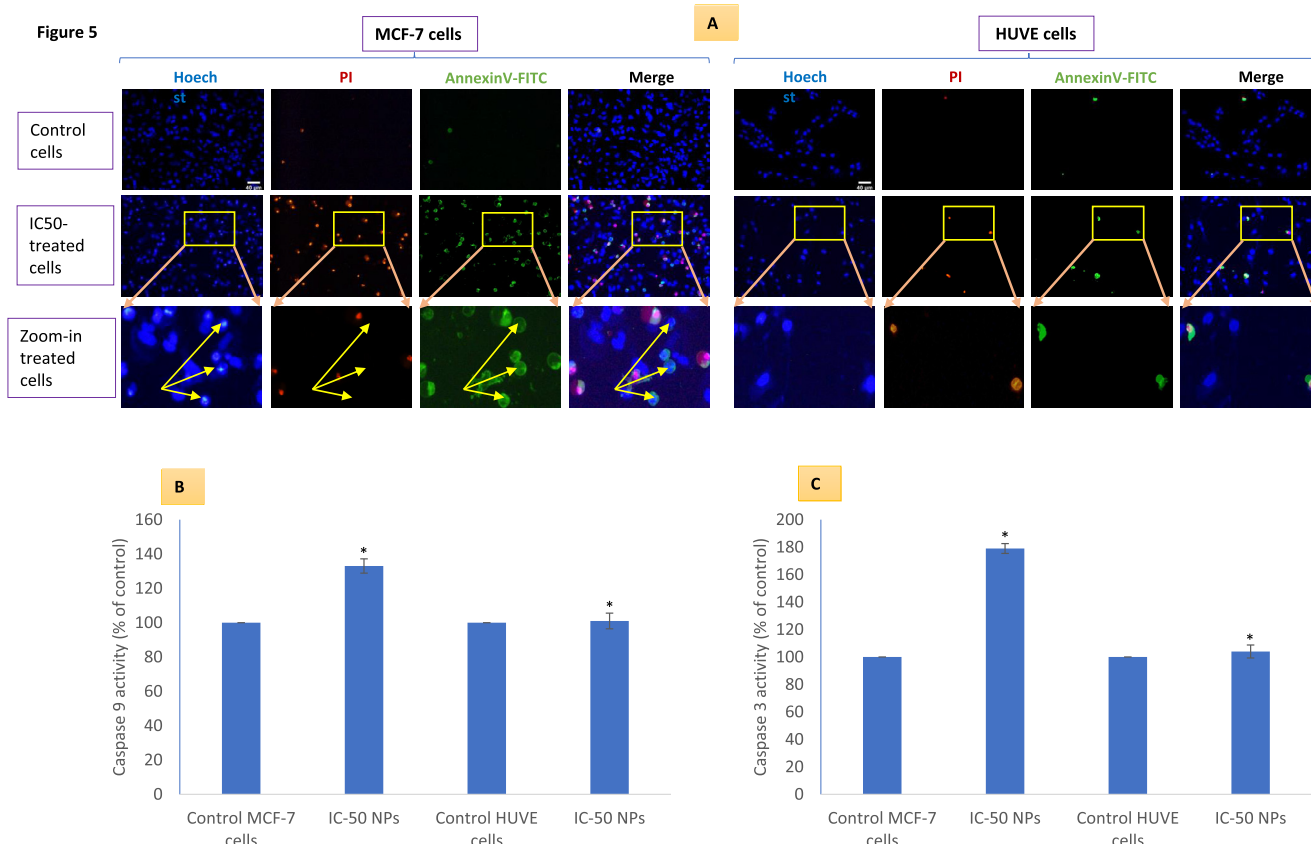 Figure 5
A
MCF-7 cells
HUVE cells
Hoech
st
PI
AnnexinV-FITC
Merge
Hoech
st
PI
AnnexinV-FITC
Merge
Control
cells
40 µm
40 µm
IC50-
treated
cells
Zoom-in
treated
cells
B
Caspase 9 activity (% of control)
160
140
120
100
80
60
40
20
0
*
*
Control MCF-7
cells
IC-50 NPs
Control HUVE
cells
IC-50 NPs
C
Caspase 3 activity (% of control)
200
180
160
140
120
100
80
60
40
20
0
*
*
Control MCF-7
cells
IC-50 NPs
Control HUVE
cells
IC-50 NPs